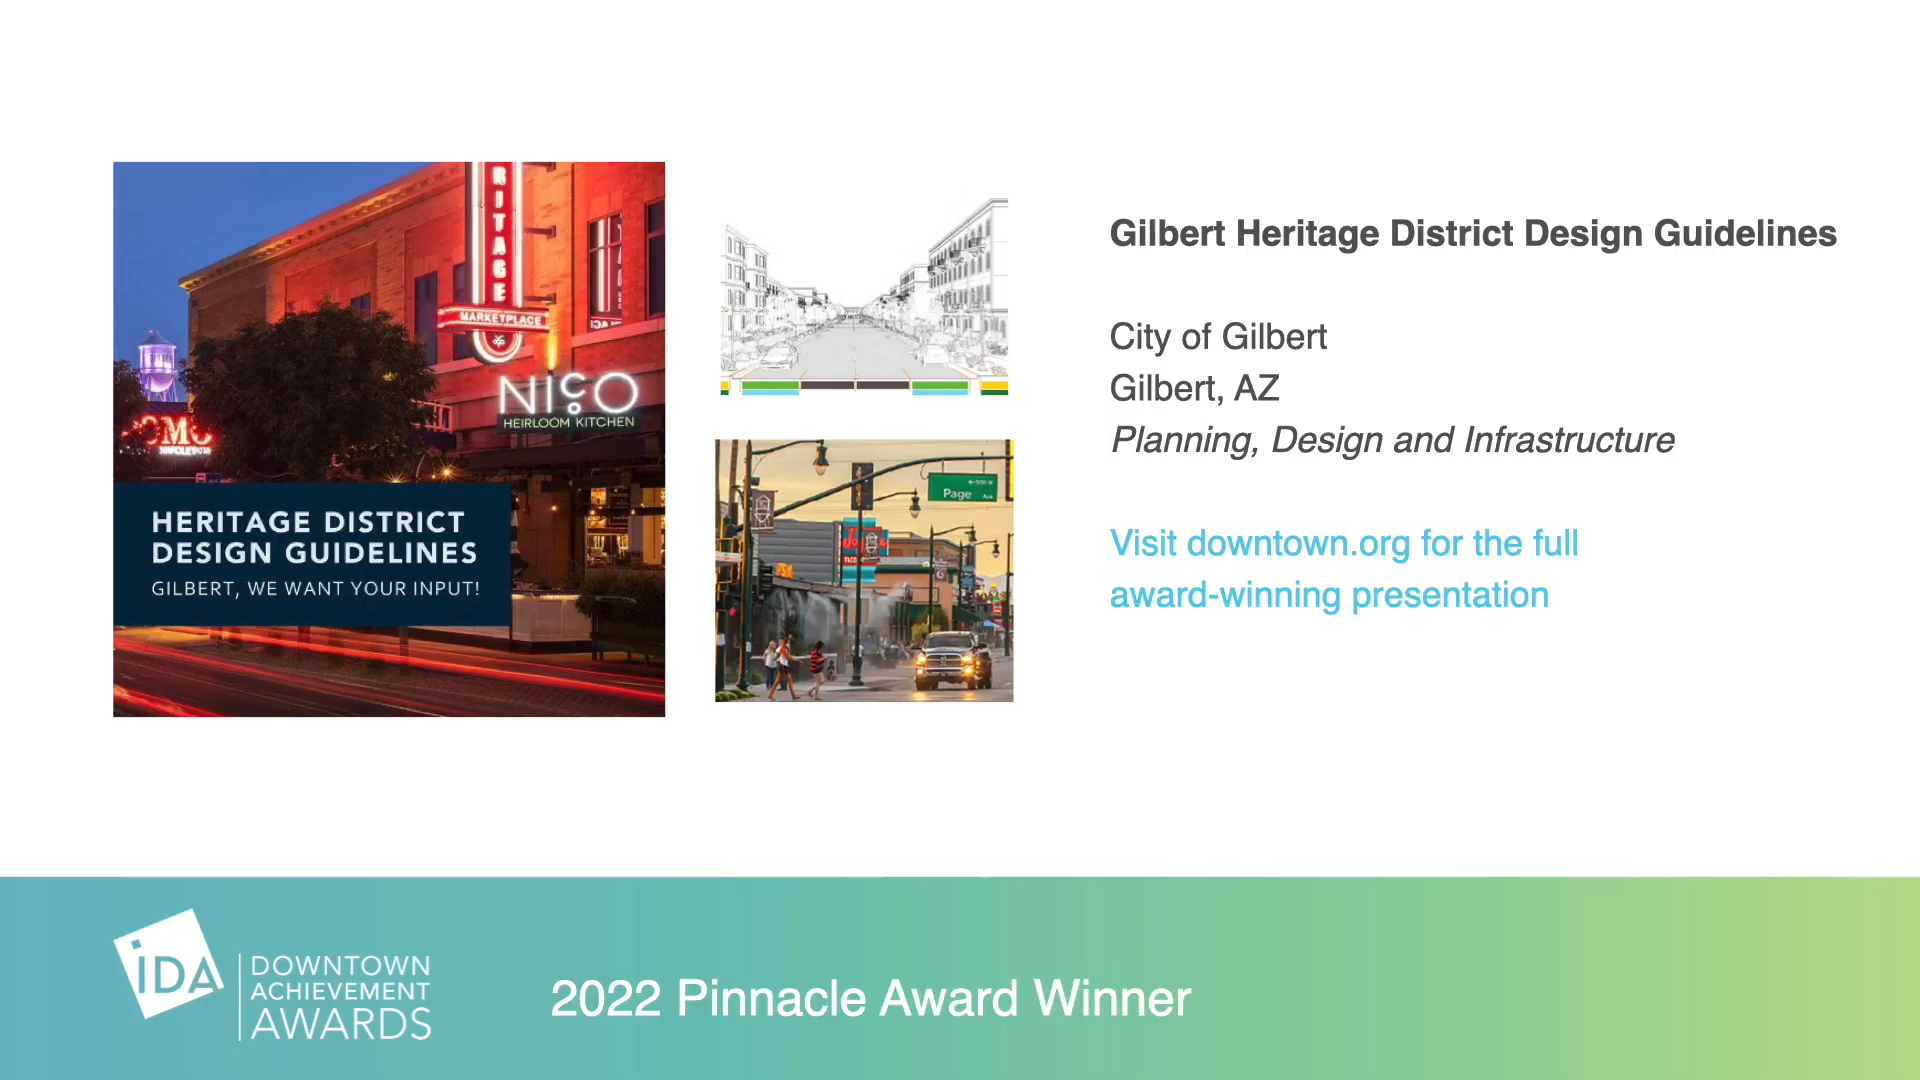 RITAGE
MARKETPLACE
NICO
HEIRLOOM KITCHEN
HERITAGE DISTRICT
DESIGN GUIDELINES
GILBERT, WE WANT YOUR INPUT!
Page Ave
Gilbert Heritage District Design Guidelines
City of Gilbert
Gilbert, AZ
Planning, Design and Infrastructure
Visit downtown.org for the full
award-winning presentation
iDA
DOWNTOWN
ACHIEVEMENT
AWARDS
2022 Pinnacle Award Winner